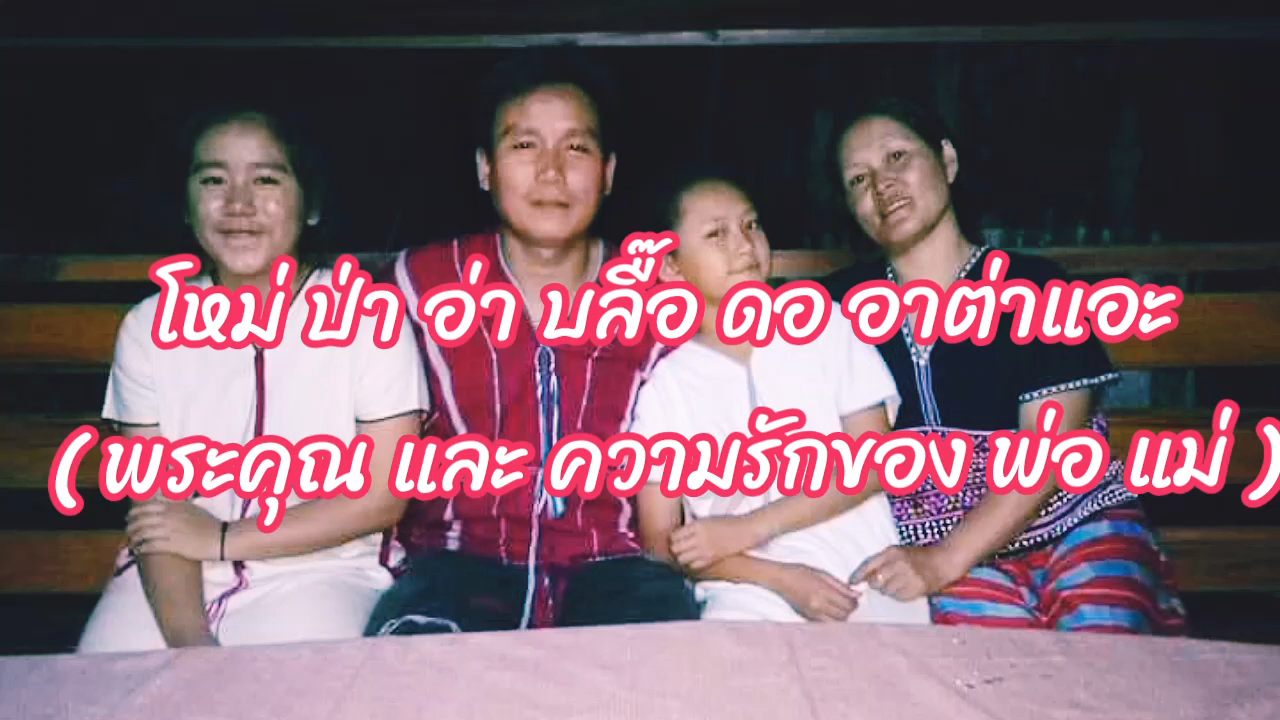 โหม่ ป่า อ่า บลื๊อ ดอ อาต่าแอะ
( พระคุณ และ ความรักของ พ่อ แม่ )